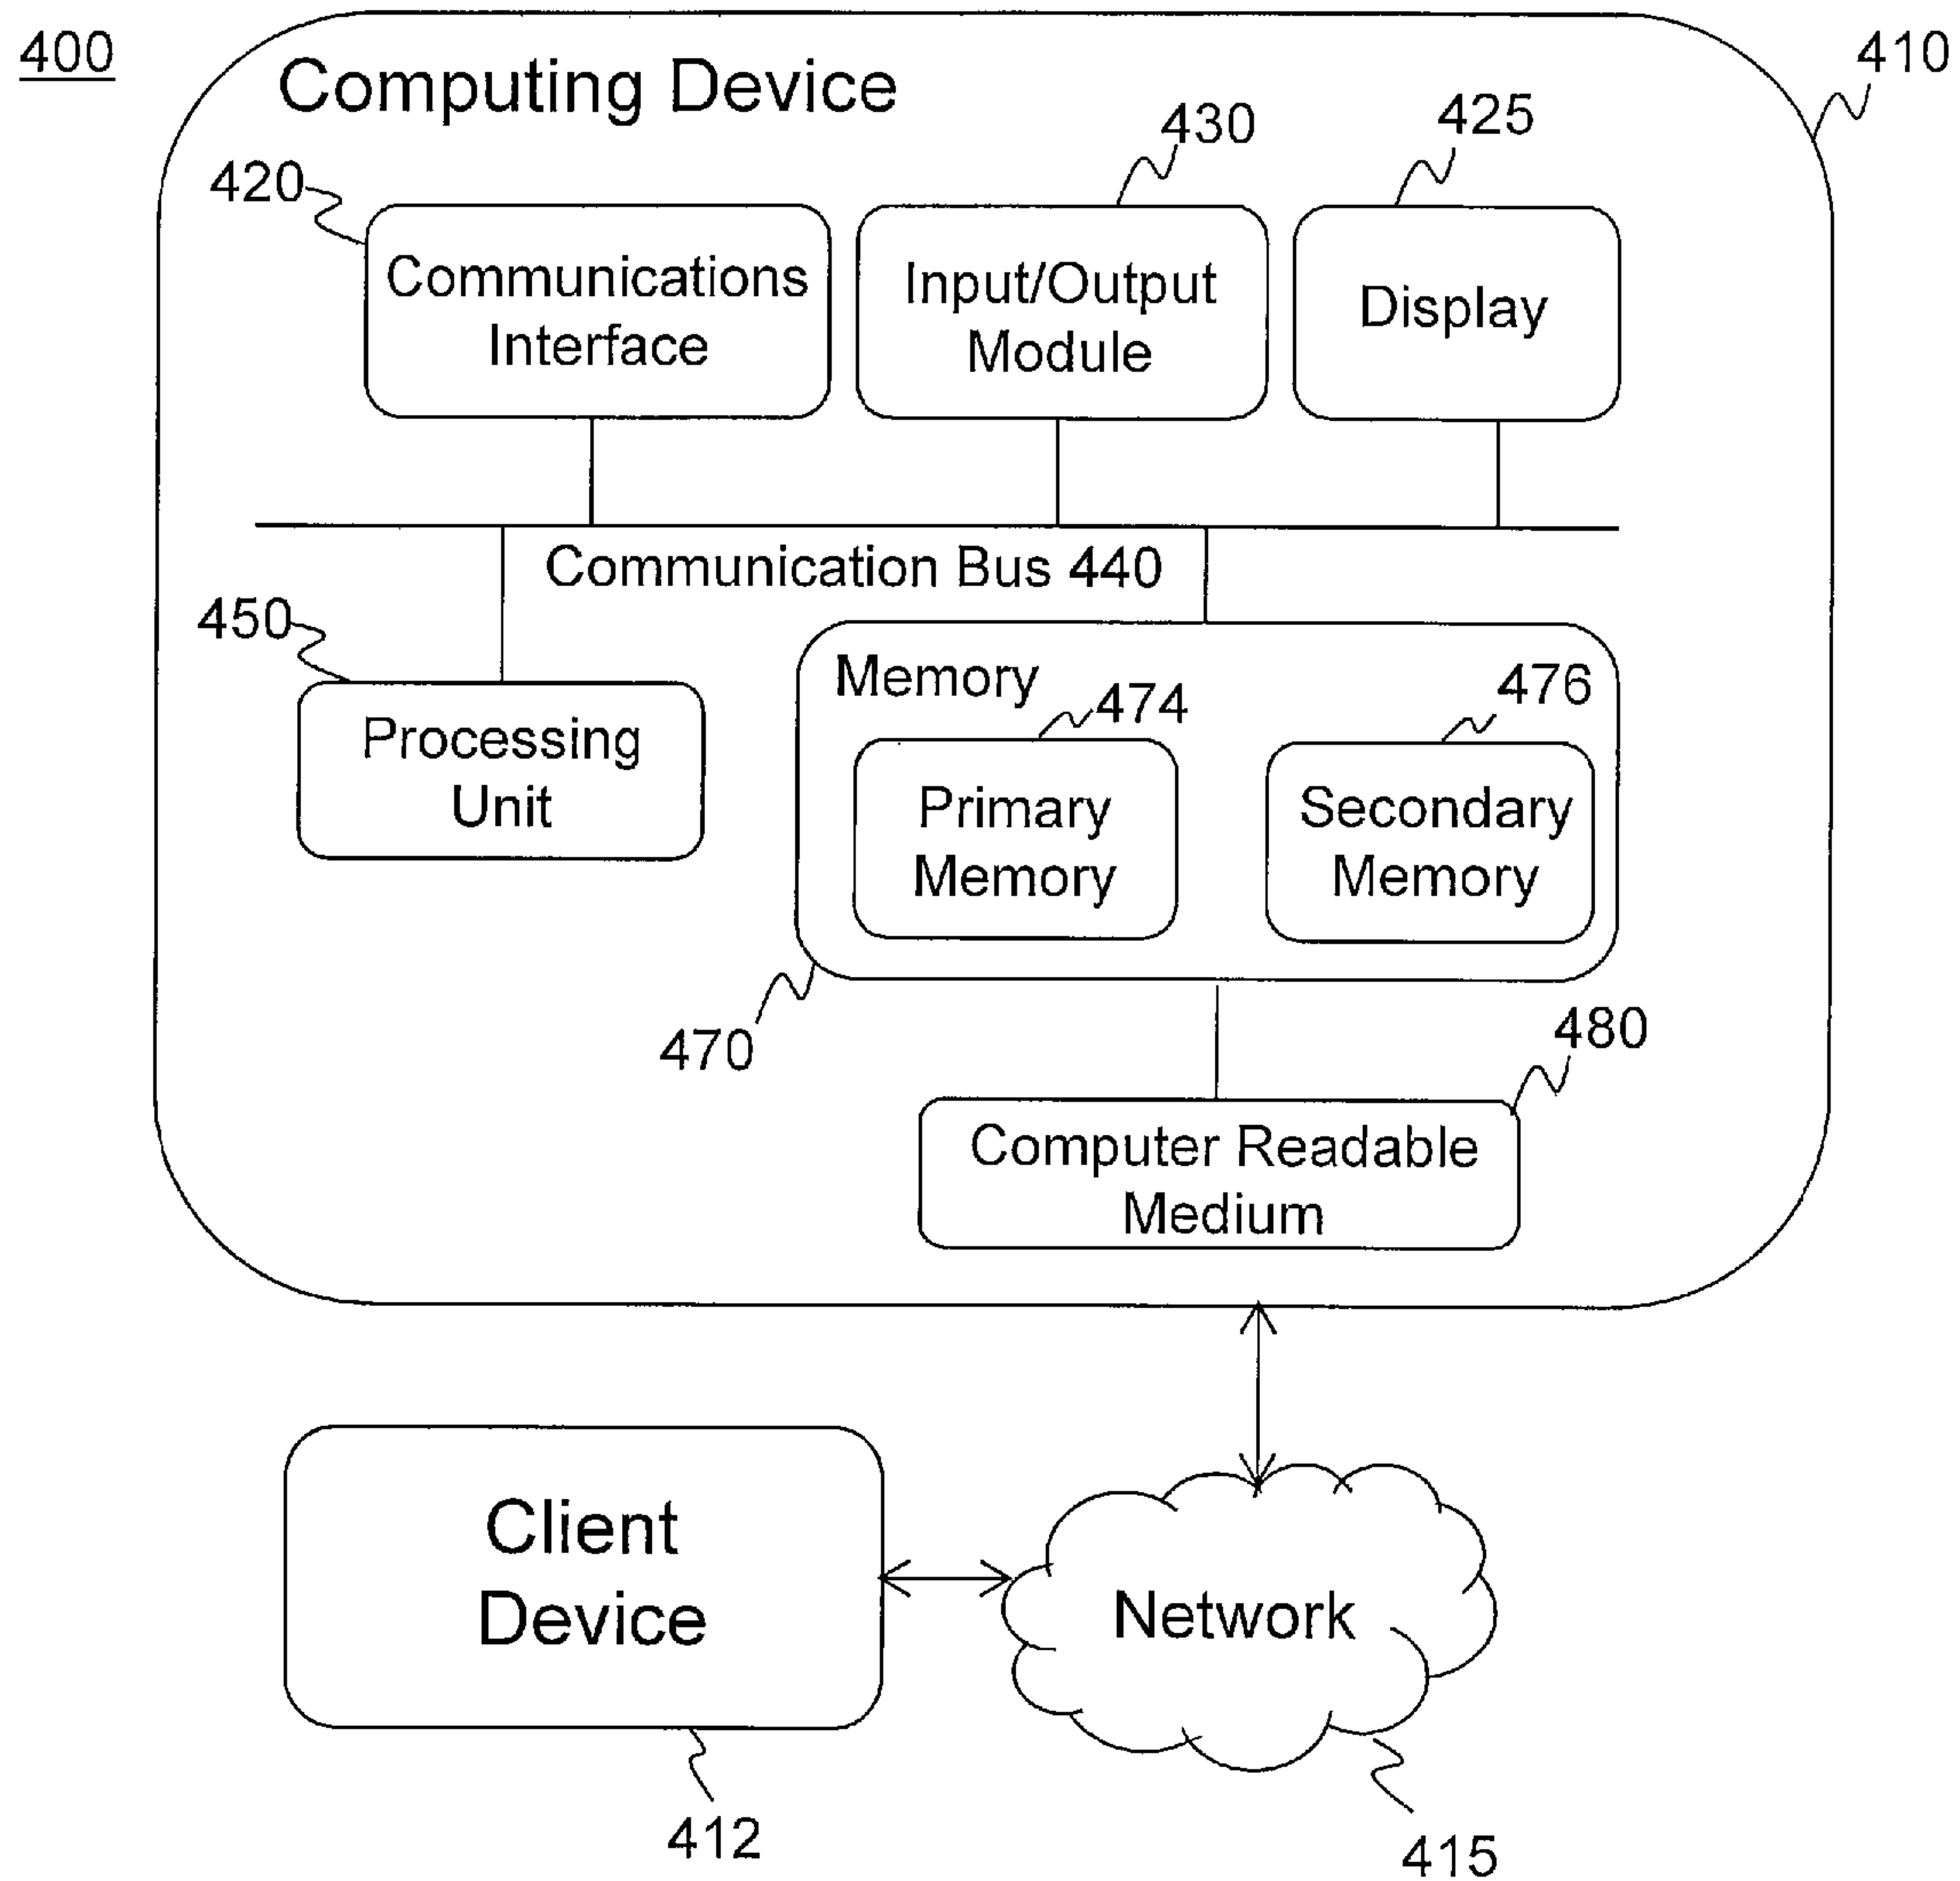 400
410
Computing Device
430
425
420
Communications
Interface
Input/Output
Module
Display
Communication Bus 440
450
Processing
Unit
Memory
474
476
Primary
Memory
Secondary
Memory
470
480
Computer Readable
Medium
Client
Device
Network
412
415